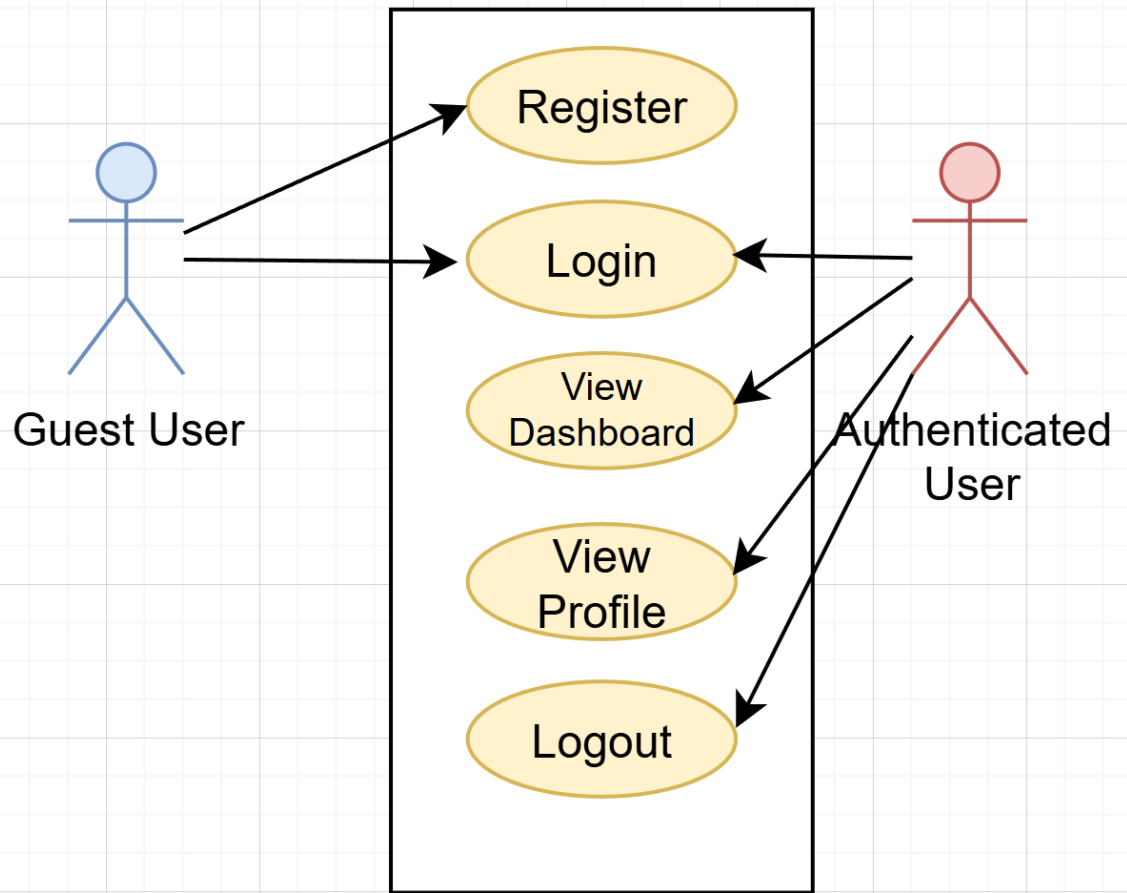 Register
Login
View
Dashboard
View
Profile
Logout
Guest User
Authenticated
User